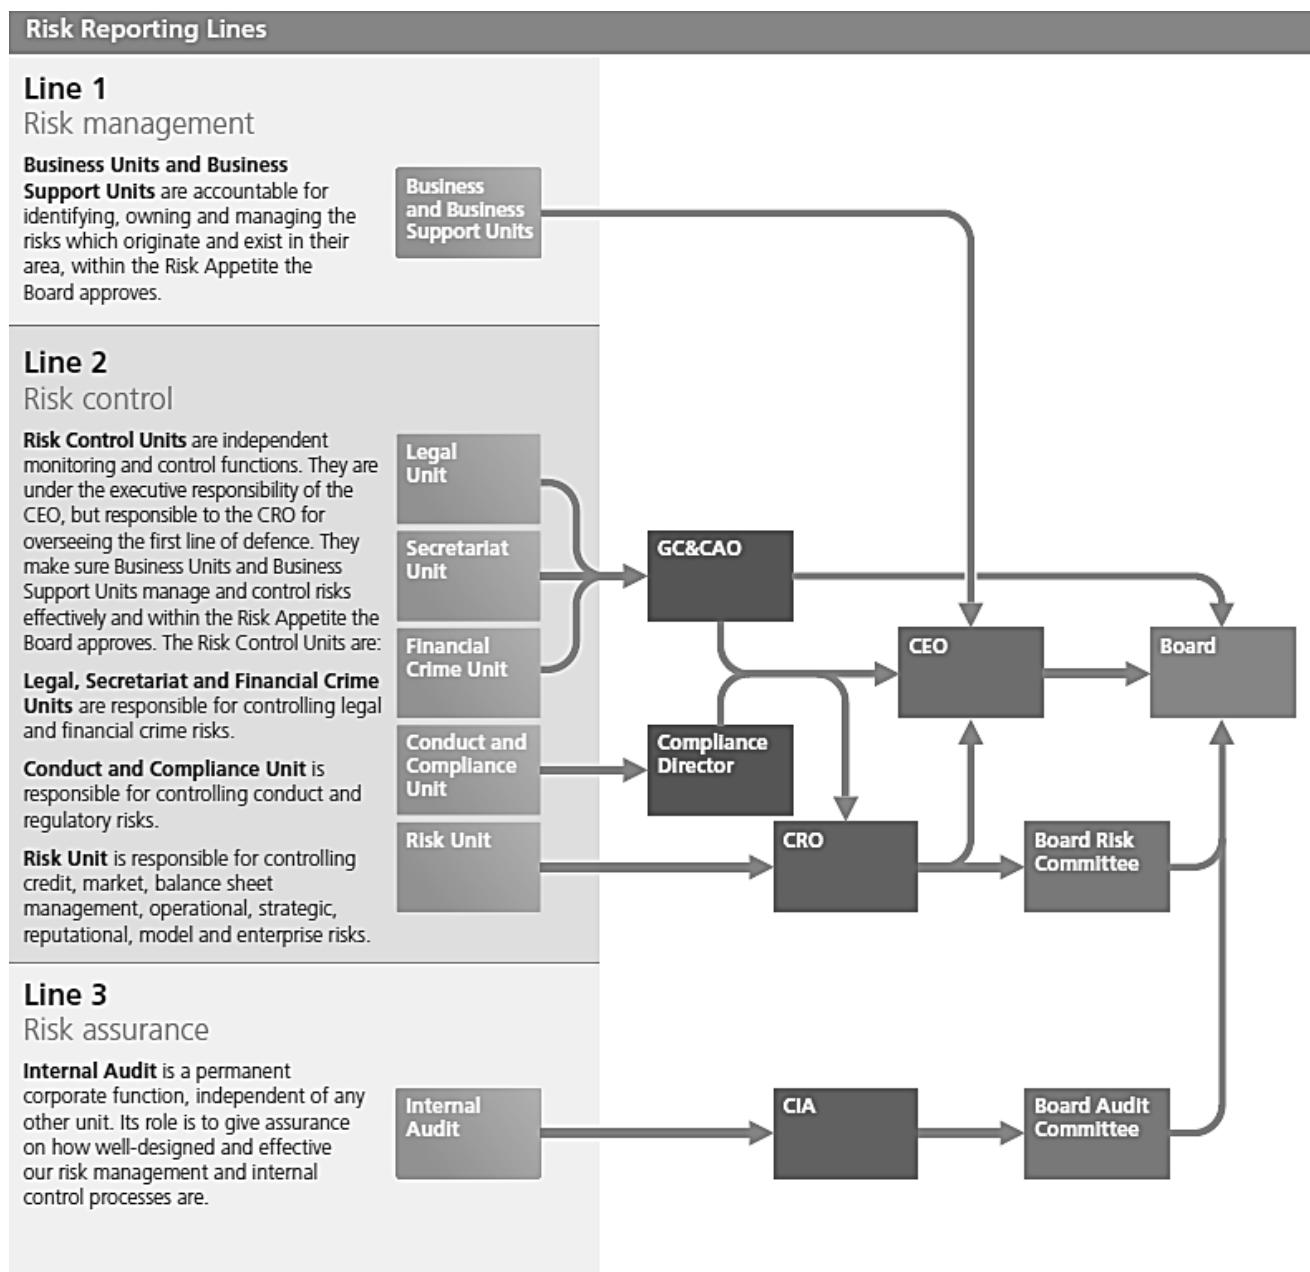 Risk Reporting Lines
Line 1
Risk management
Business Units and Business
Support Units are accountable for
identifying, owning and managing the
risks which originate and exist in their
area, within the Risk Appetite the
Board approves.
Business
and Business
Support Units
Line 2
Risk control
Risk Control Units are independent
monitoring and control functions. They are
under the executive responsibility of the
CEO, but responsible to the CRO for
overseeing the first line of defence. They
make sure Business Units and Business
Support Units manage and control risks
effectively and within the Risk Appetite the
Board approves. The Risk Control Units are:
Legal, Secretariat and Financial Crime
Units are responsible for controlling legal
and financial crime risks.
Conduct and Compliance Unit is
responsible for controlling conduct and
regulatory risks.
Risk Unit is responsible for controlling
credit, market, balance sheet
management, operational, strategic,
reputational, model and enterprise risks.
Legal
Unit
Secretariat
Unit
Financial
Crime Unit
Conduct and
Compliance
Unit
Risk Unit
GC&CAO
Compliance
Director
CEO
Board
CRO
Board Risk
Committee
Line 3
Risk assurance
Internal Audit is a permanent
corporate function, independent of any
other unit. Its role is to give assurance
on how well-designed and effective
our risk management and internal
control processes are.
Internal
Audit
CIA
Board Audit
Committee